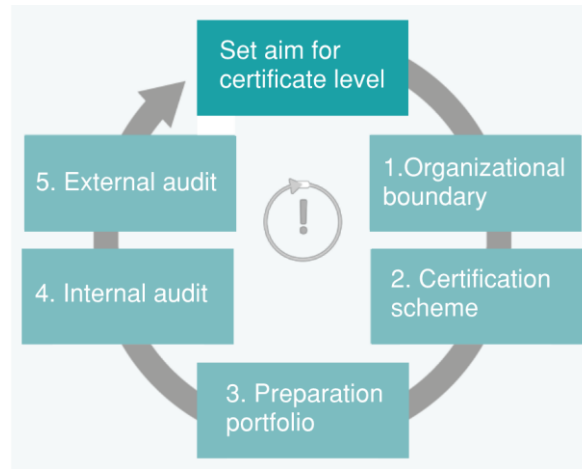 Set aim for
certificate level
1.Organizational
boundary
2. Certification
scheme
3. Preparation
portfolio
4. Internal audit
5. External audit
!